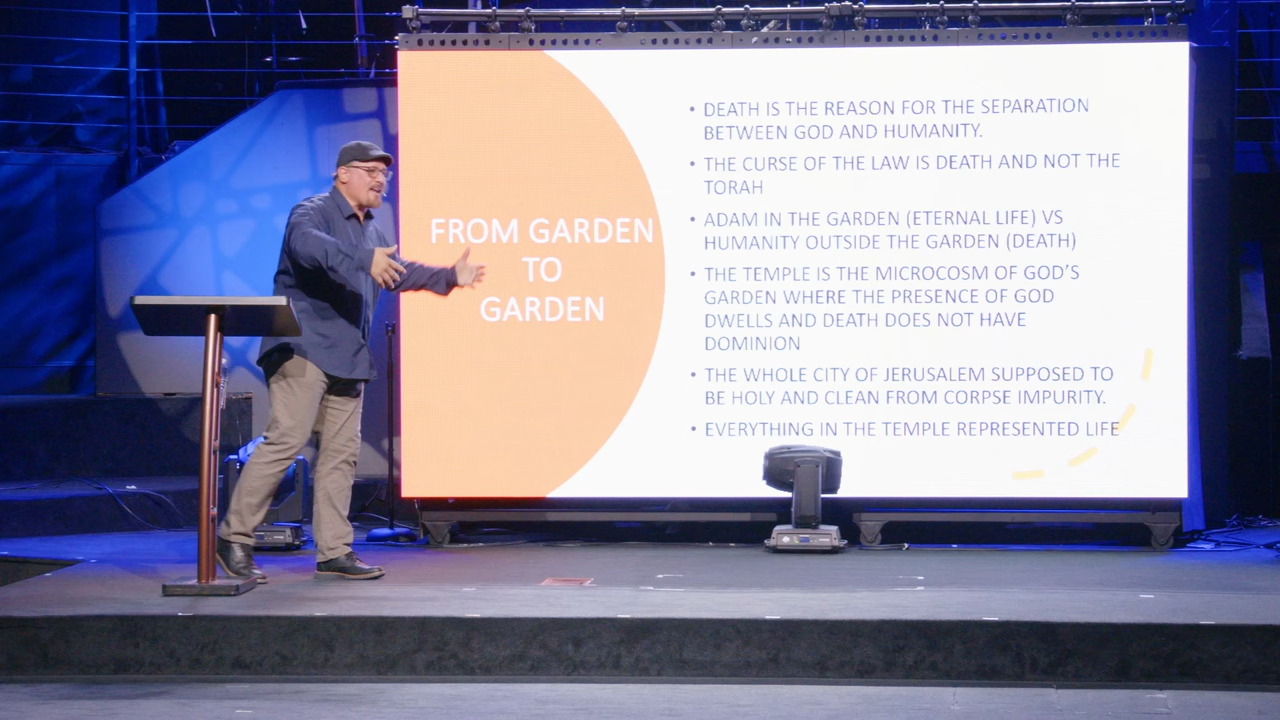 FROM GARDEN
TO
GARDEN
• DEATH IS THE REASON FOR THE SEPARATION
BETWEEN GOD AND HUMANITY.
• THE CURSE OF THE LAW IS DEATH AND NOT THE
TORAH
• ADAM IN THE GARDEN (ETERNAL LIFE) VS
HUMANITY OUTSIDE THE GARDEN (DEATH)
• THE TEMPLE IS THE MICROCOSM OF GOD'S
GARDEN WHERE THE PRESENCE OF GOD
DWELLS AND DEATH DOES NOT HAVE
DOMINION
• THE WHOLE CITY OF JERUSALEM SUPPOSED TO
BE HOLY AND CLEAN FROM CORPSE IMPURITY.
• EVERYTHING IN THE TEMPLE REPRESENTED LIFE